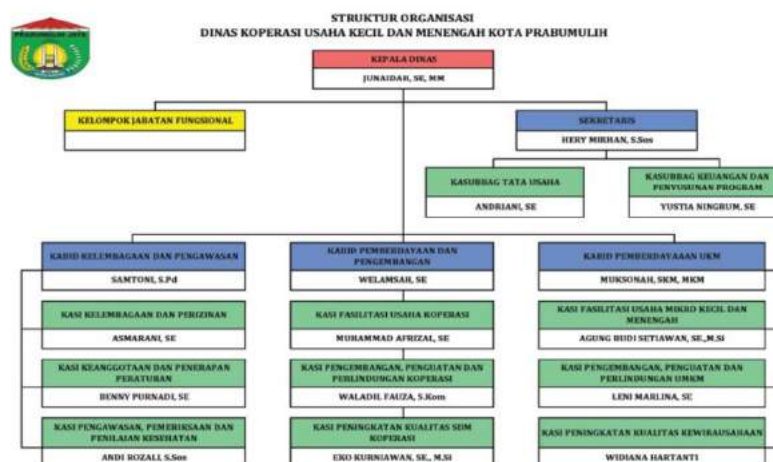 STRUKTUR ORGANISASI
DINAS KOPERASI USAHA KECIL DAN MENENGAH KOTA PRABUMULIH
PRABUMULIH JAYA
KEPALA DINAS
JUNAIDAH, SE, MM
KELOMPOK JABATAN FUNGSIONAL
SEKRETARIS
HERY MIRHAN, S.Sos
KASUBBAG TATA USAHA
ANDRIANI, SE
KASUBBAG KEUANGAN DAN
PENYUSUNAN PROGRAM
YUSTIA NINGRUM, SE
KABID KELEMBAGAAN DAN PENGAWASAN
SAMTONI, S.Pd
KASI KELEMBAGAAN DAN PERIZINAN
ASMARANI, SE
KASI KEANGGOTAAN DAN PENERAPAN
PERATURAN
BENNY PURNADI, SE
KASI PENGAWASAN, PEMERIKSAAN DAN
PENILAIAN KESEHATAN
ANDI ROZALI, S.Sos
KABID PEMBERDAYAAN DAN
PENGEMBANGAN
WELAMSAH, SE
KASI FASILITASI USAHA KOPERASI
MUHAMMAD AFRIZAL, SE
KASI PENGEMBANGAN, PENGUATAN DAN
PERLINDUNGAN KOPERASI
WALADIL FAUZA, S.Kom
KASI PENINGKATAN KUALITAS SDM
KOPERASI
EKO KURNIAWAN, SE., M.Si
KABID PEMBERDAYAAAN UKM
MUKSONAH, SKM, MKM
KASI FASILITASI USAHA MIKRO KECIL DAN
MENENGAH
AGUNG BUDI SETIAWAN, SE.,M.Si
KASI PENGEMBANGAN, PENGUATAN DAN
PERLINDUNGAN UMKM
LENI MARLINA, SE
KASI PENINGKATAN KUALITAS KEWIRAUSAHAAN
WIDIANA HARTANTI